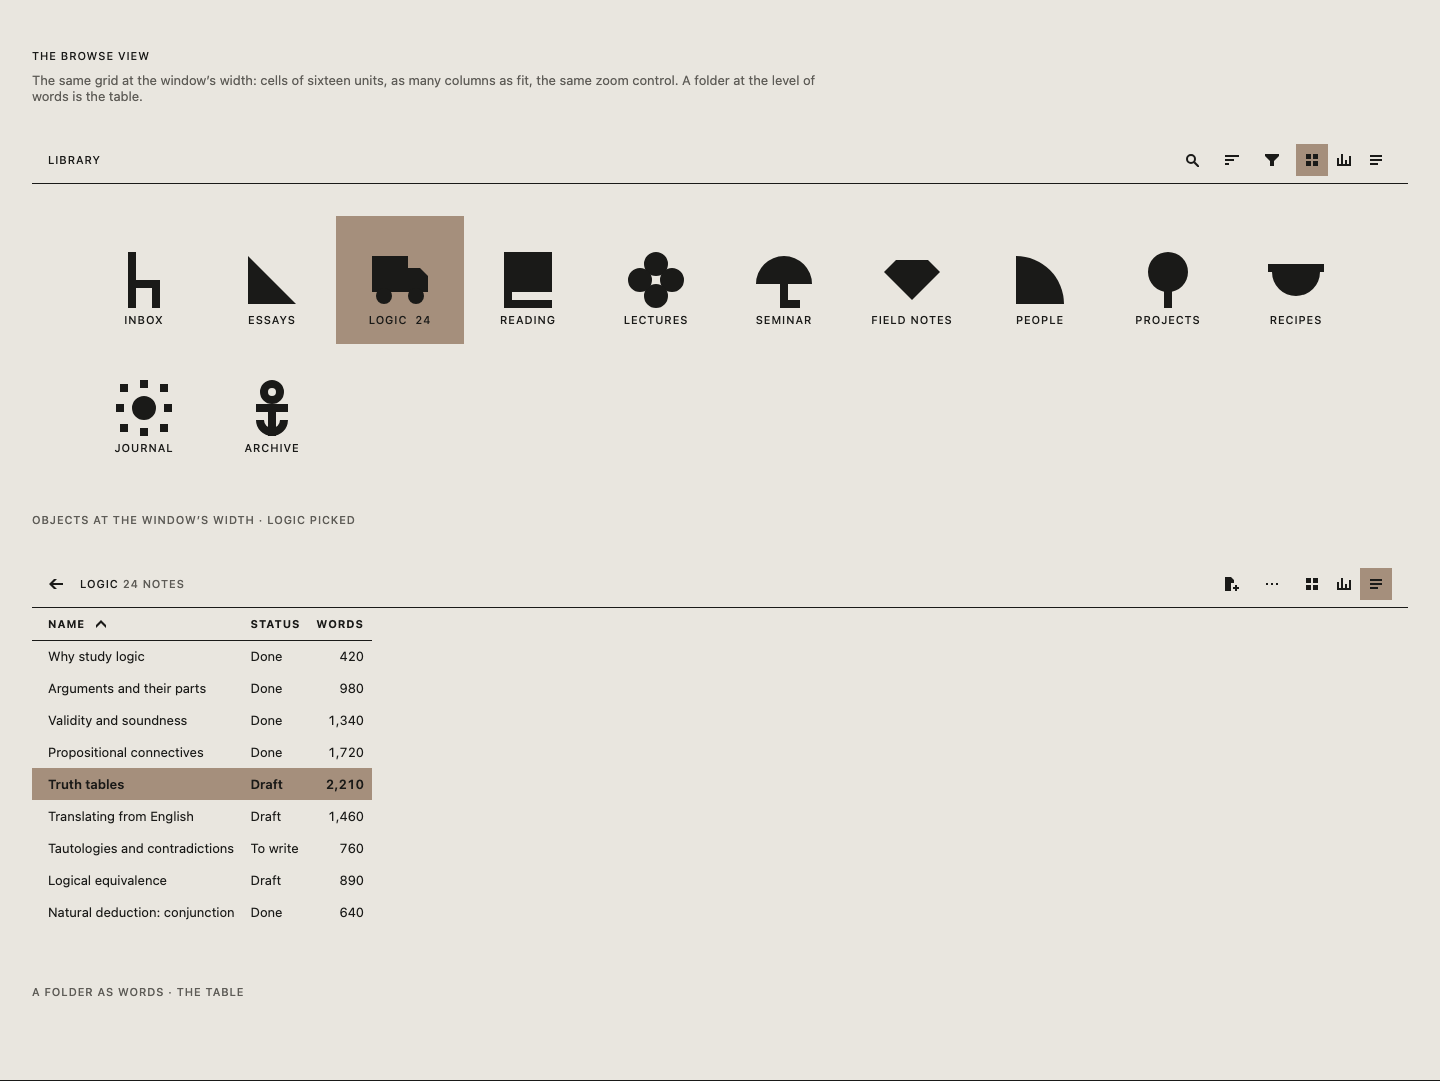 THE BROWSE VIEW
The same grid at the window’s width: cells of sixteen units, as many columns as fit, the same zoom control. A folder at the level of
words is the table.
LIBRARY
INBOX ESSAYS LOGIC 24 READING LECTURES SEMINAR FIELD NOTES PEOPLE PROJECTS RECIPES
JOURNAL ARCHIVE
OBJECTS AT THE WINDOW’S WIDTH · LOGIC PICKED
LOGIC 24 NOTES
NAME STATUS WORDS
Why study logic Done 420
Arguments and their parts Done 980
Validity and soundness Done 1,340
Propositional connectives Done 1,720
Truth tables Draft 2,210
Translating from English Draft 1,460
Tautologies and contradictions To write 760
Logical equivalence Draft 890
Natural deduction: conjunction Done 640
A FOLDER AS WORDS · THE TABLE